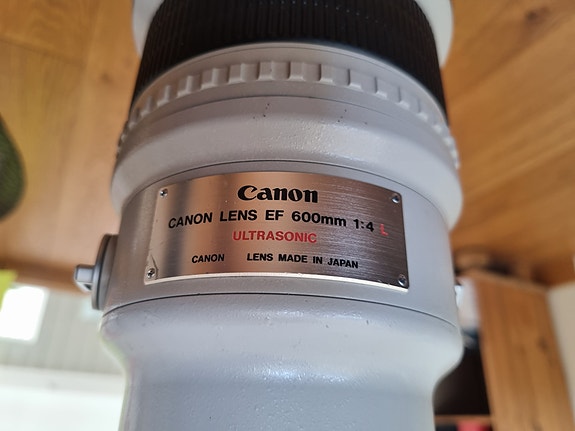 Canon
CANON LENS EF 600mm 1:4 L
ULTRASONIC
CANON LENS MADE IN JAPAN